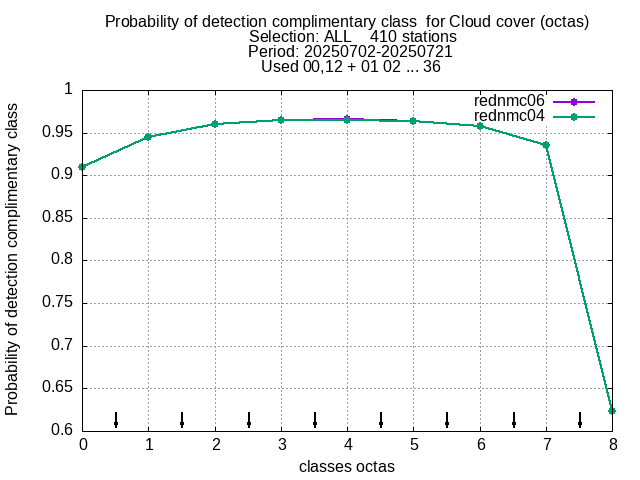 Probability of detection complimentary class  for Cloud cover (octas)
Selection: ALL    410 stations
Period: 20250702-20250721
Used 00,12 + 01 02 ... 36
Probability of detection complimentary class
1
0.95
0.9
0.85
0.8
0.75
0.7
0.65
0.6
rednmc06
rednmc04
0 1 2 3 4 5 6 7 8
classes octas